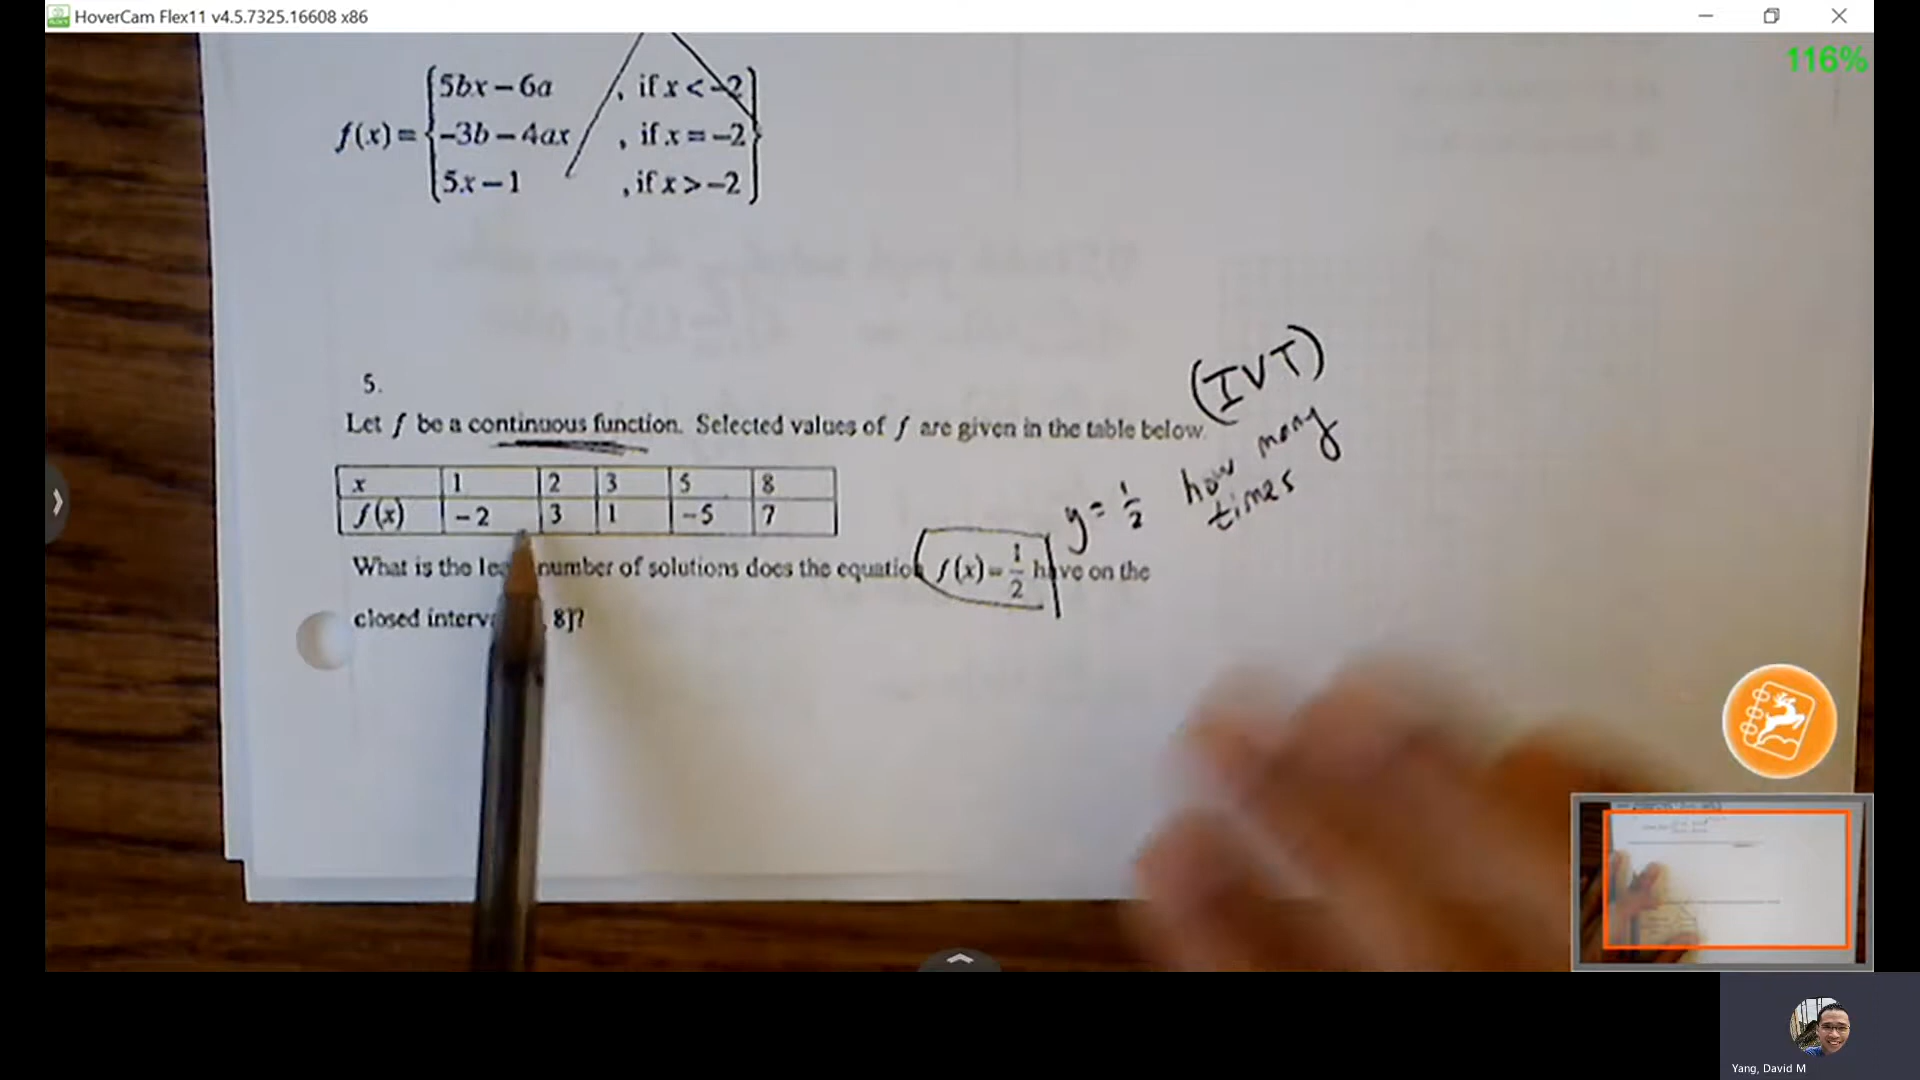 HoverCam Flex11 v4.5.7325.16608 x86
116%
f(x) = {5bx – 6a , if x < –2
–3b – 4ax , if x = –2
5x – 1 , if x > –2}
5.
(IVT)
Let f be a continuous function. Selected values of f are given in the table below.
how many
times
x 1 2 3 5 8
f(x) –2 3 1 –5 7
y = 1/2
What is the number of solutions does the equation f(x) = 1/2 have on the
closed 8]?
Yang, David M